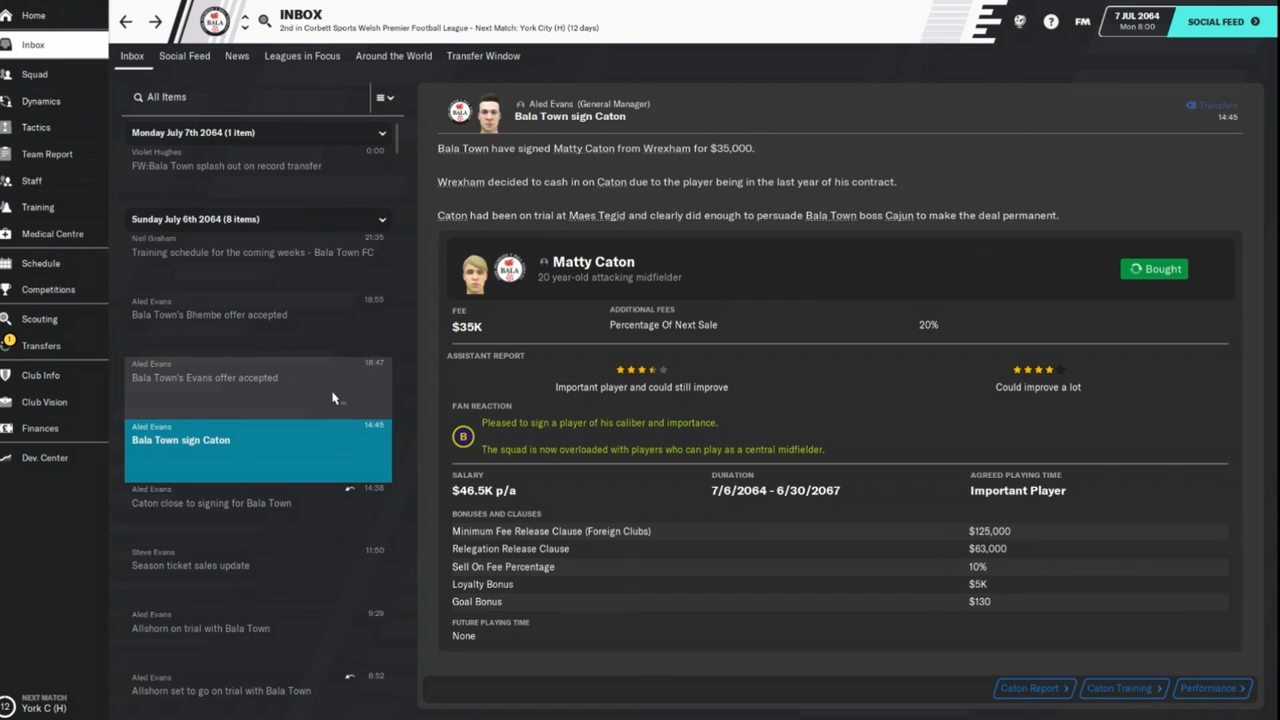 Home
Inbox
Squad
Dynamics
Tactics
Team Report
Staff
Training
Medical Centre
Schedule
Competitions
Scouting
1
Transfers
Club Info
Club Vision
Finances
Dev. Center
12
NEXT MATCH
York C (H)
BALA
INBOX
2nd in Corbett Sports Welsh Premier Football League - Next Match: York City (H) (12 days)
?
FM
7 JUL 2064
Mon 8:00
SOCIAL FEED
Inbox
Social Feed
News
Leagues in Focus
Around the World
Transfer Window
All Items
Monday July 7th 2064 (1 item)
Violet Hughes
0:00
FW:Bala Town splash out on record transfer
Sunday July 6th 2064 (8 items)
Neil Graham
21:35
Training schedule for the coming weeks - Bala Town FC
Aled Evans
18:55
Bala Town's Bhembe offer accepted
Aled Evans
18:47
Bala Town's Evans offer accepted
Aled Evans
14:45
Bala Town sign Caton
Aled Evans
14:38
Caton close to signing for Bala Town
Steve Evans
11:50
Season ticket sales update
Aled Evans
9:29
Allshorn on trial with Bala Town
Aled Evans
8:52
Allshorn set to go on trial with Bala Town
BALA
Aled Evans (General Manager)
Bala Town sign Caton
Transfers
14:45
Bala Town have signed Matty Caton from Wrexham for $35,000.
Wrexham decided to cash in on Caton due to the player being in the last year of his contract.
Caton had been on trial at Maes Tegid and clearly did enough to persuade Bala Town boss Cajun to make the deal permanent.
BALA
Matty Caton
20 year-old attacking midfielder
Bought
FEE
$35K
ADDITIONAL FEES
Percentage Of Next Sale
20%
ASSISTANT REPORT
Important player and could still improve
Could improve a lot
FAN REACTION
B
Pleased to sign a player of his caliber and importance.
The squad is now overloaded with players who can play as a central midfielder.
SALARY
$46.5K p/a
DURATION
7/6/2064 - 6/30/2067
AGREED PLAYING TIME
Important Player
BONUSES AND CLAUSES
Minimum Fee Release Clause (Foreign Clubs)
$125,000
Relegation Release Clause
$63,000
Sell On Fee Percentage
10%
Loyalty Bonus
$5K
Goal Bonus
$130
FUTURE PLAYING TIME
None
Caton Report
Caton Training
Performance